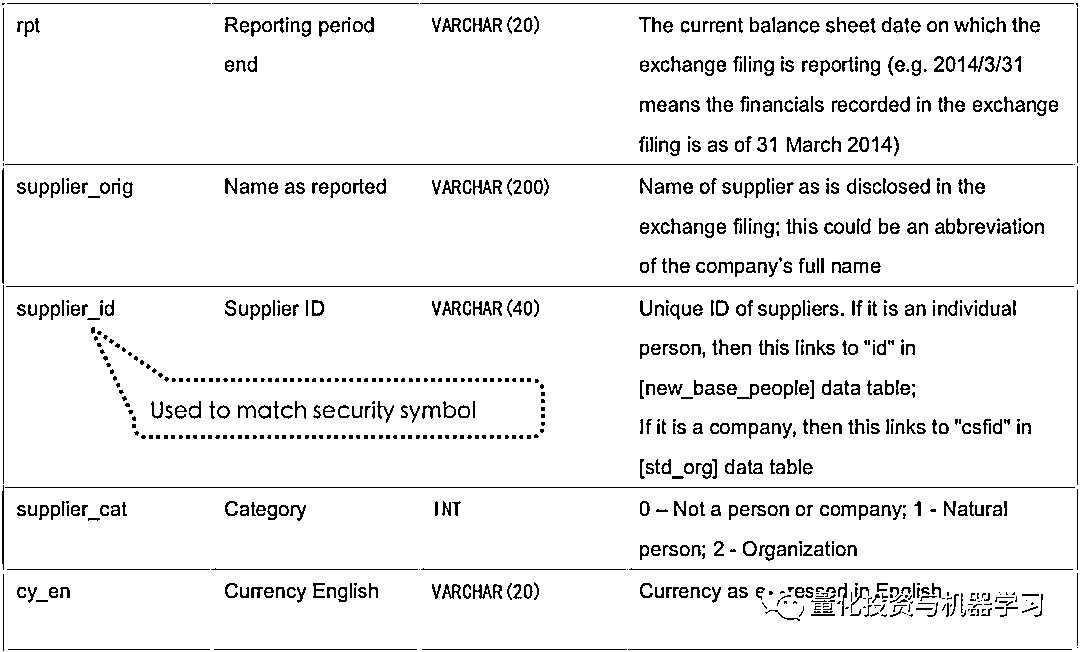 rpt Reporting period VARCHAR(20) The current balance sheet date on which the
end exchange filing is reporting (e.g. 2014/3/31
means the financials recorded in the exchange
filing is as of 31 March 2014)
supplier_orig Name as reported VARCHAR(200) Name of supplier as is disclosed in the
exchange filing; this could be an abbreviation
of the company's full name
supplier_id Supplier ID VARCHAR(40) Unique ID of suppliers. If it is an individual
person, then this links to "id" in
[new_base_people] data table;
Used to match security symbol
If it is a company, then this links to "csfid" in
[std_org] data table
supplier_cat Category INT 0 – Not a person or company; 1 - Natural
person; 2 - Organization
cy_en Currency English VARCHAR(20) Currency as in English
量化投资与机器学习